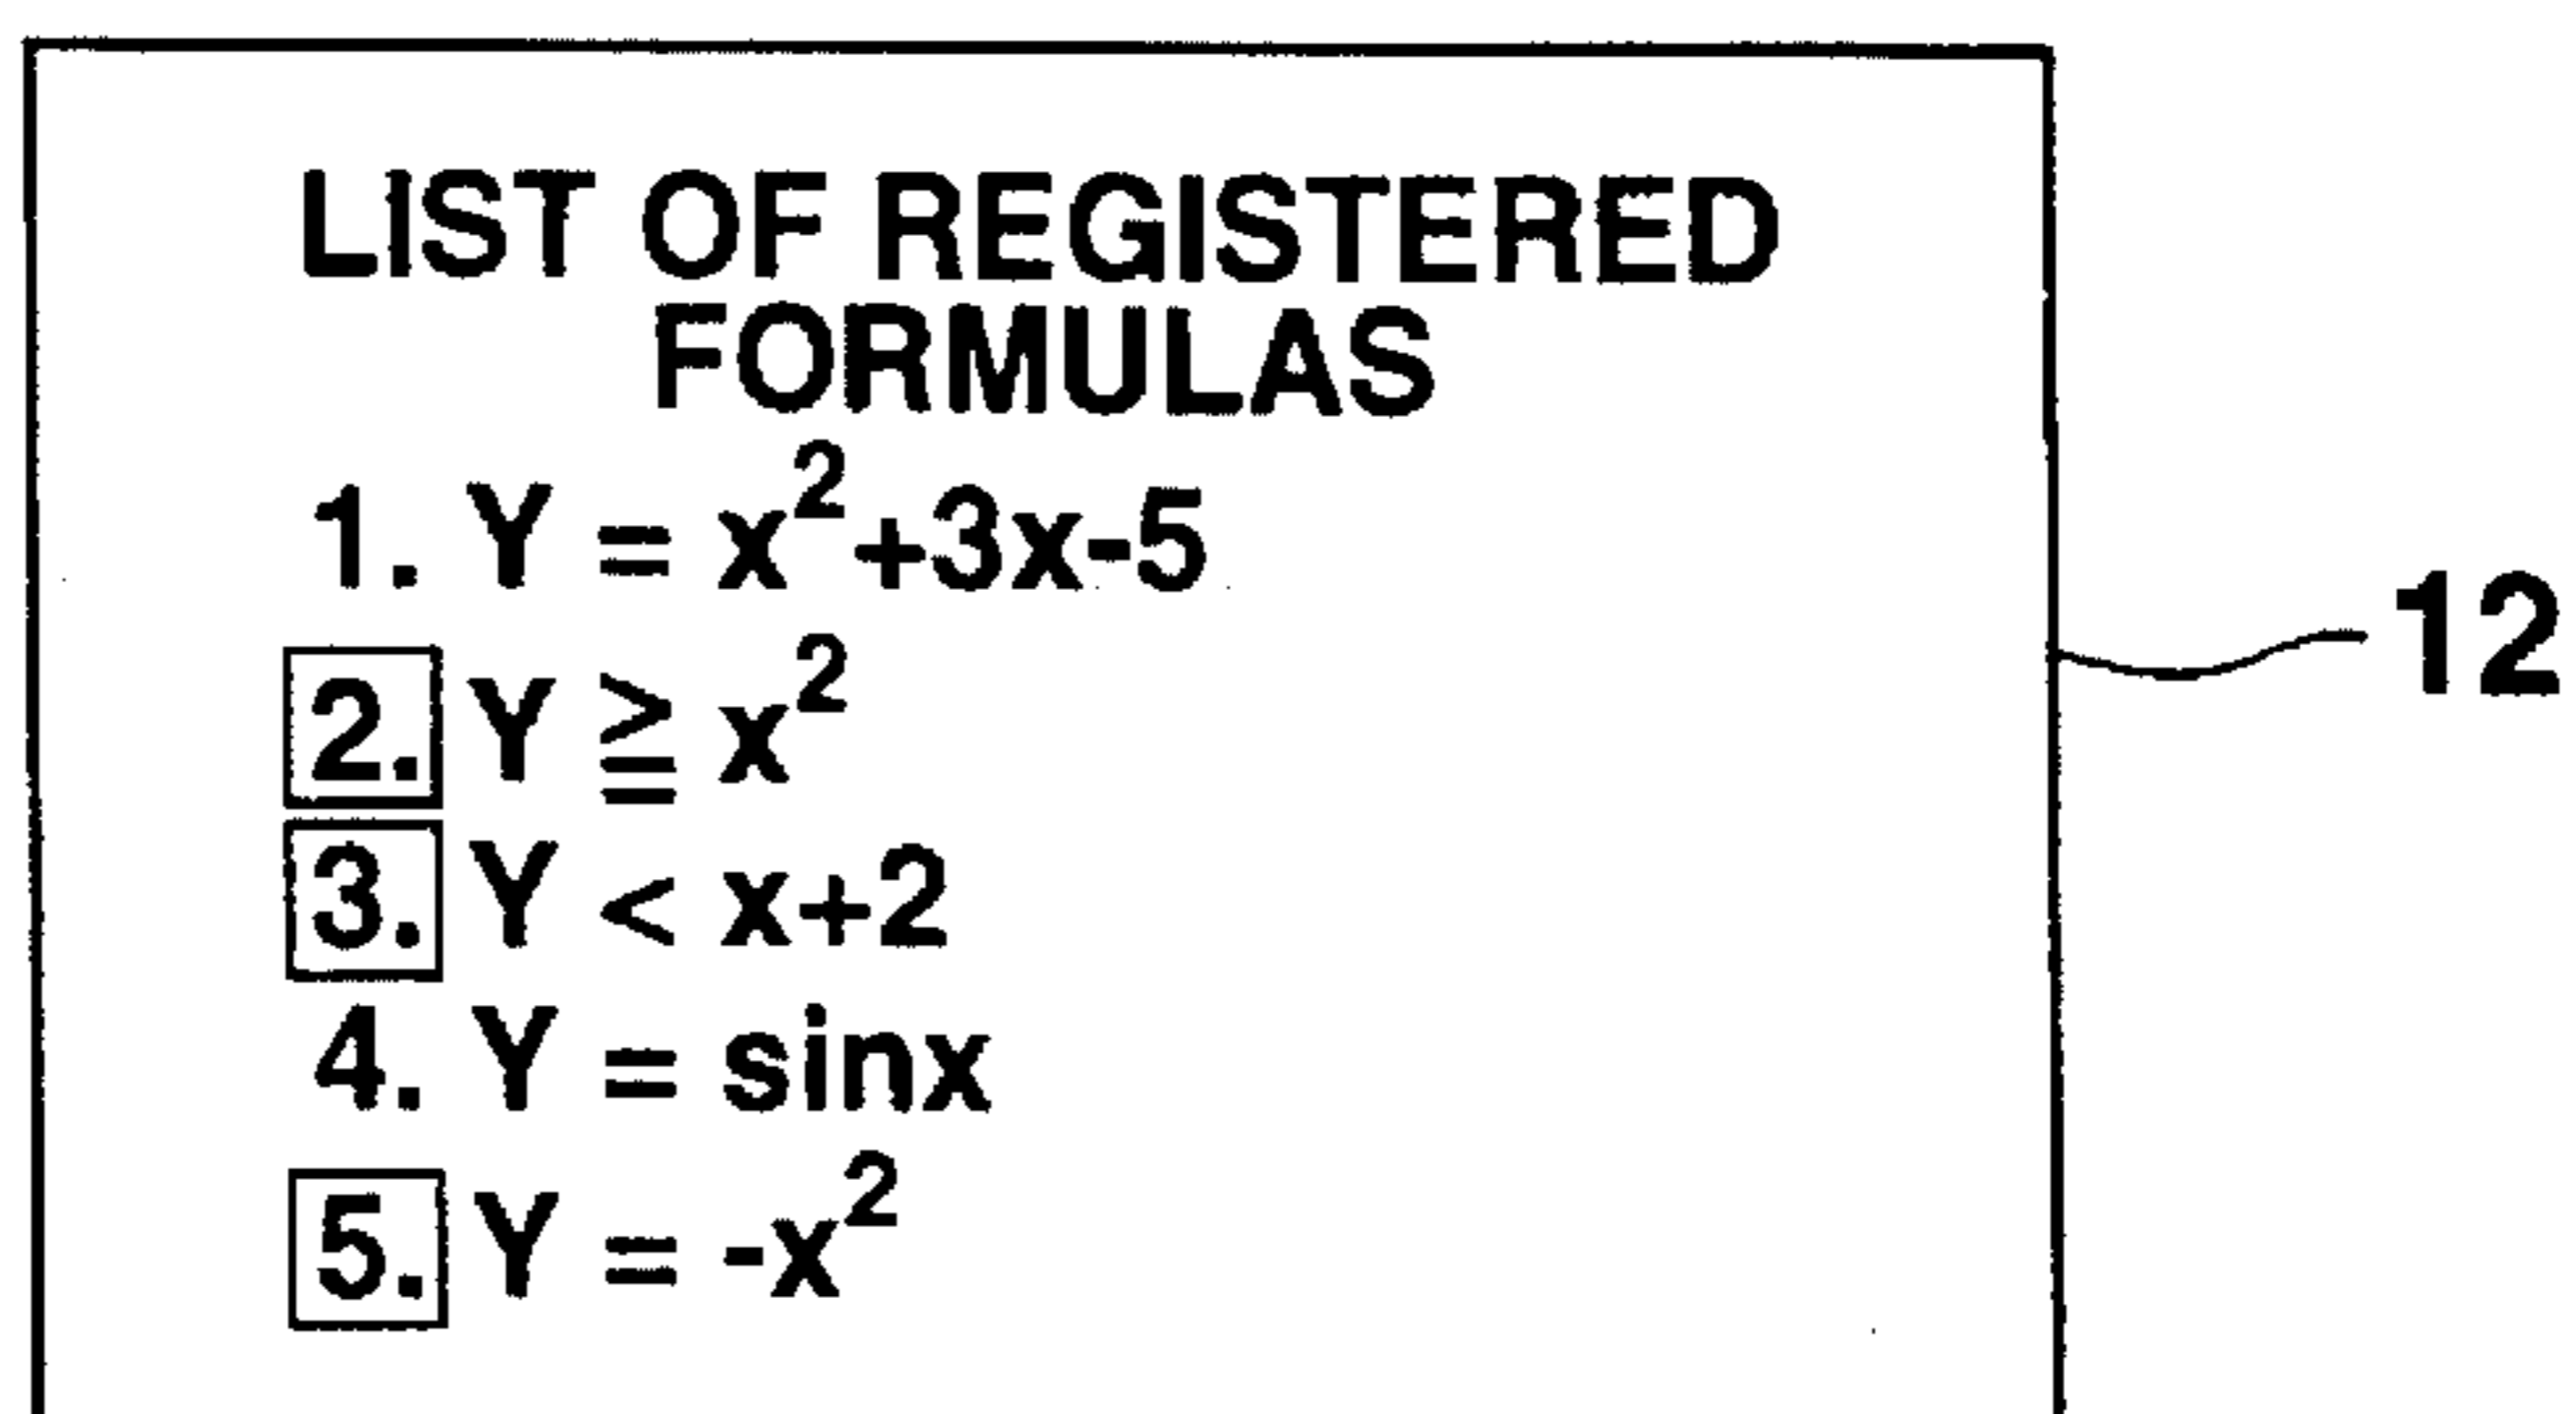 LIST OF REGISTERED
FORMULAS
1. Y = x²+3x-5
2. Y ≧ x²
3. Y < x+2
4. Y = sinx
5. Y = -x²
12